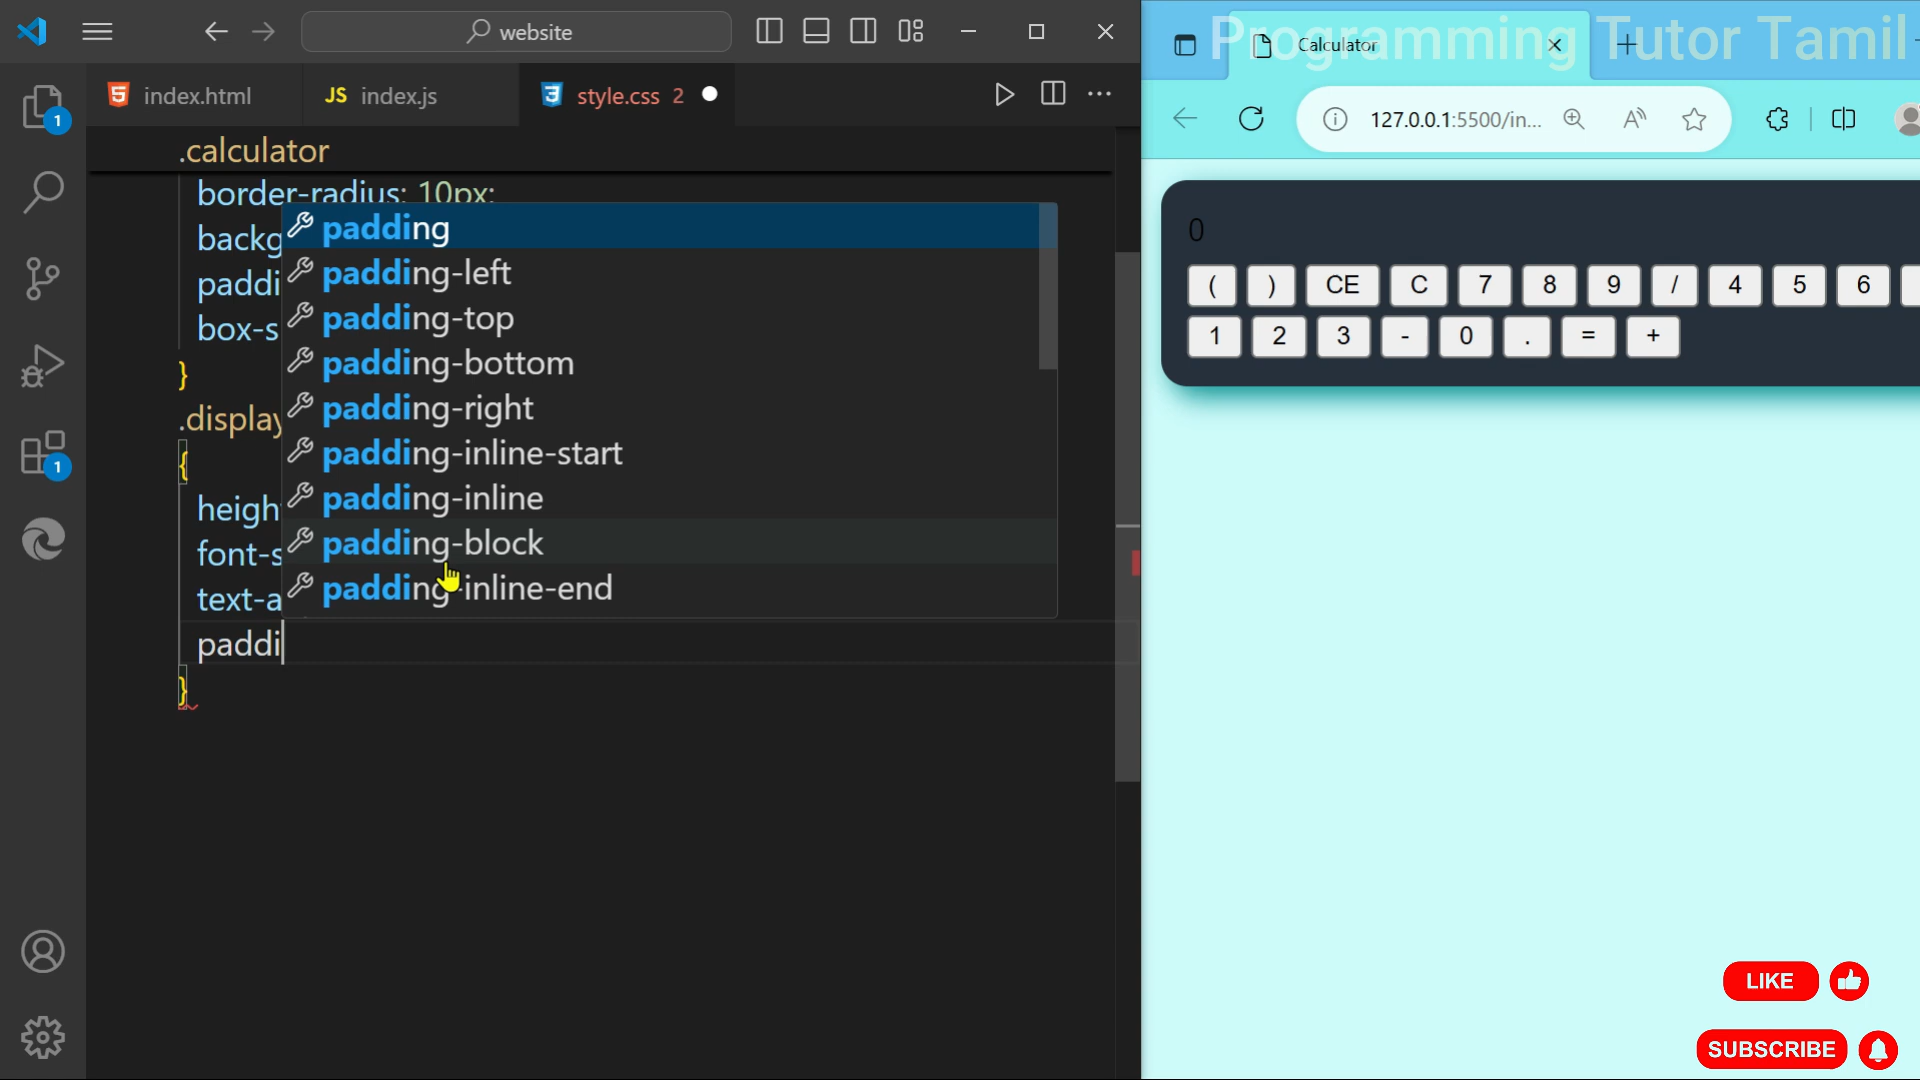 website
index.html
JS index.js
style.css 2
.calculator
border-radius: 10px;
backg
paddi
box-s
}
.display
{
heigh
font-s
text-a
paddi
}
padding
padding-left
padding-top
padding-bottom
padding-right
padding-inline-start
padding-inline
padding-block
padding-inline-end
1
1
Programming Tutor Tamil
Calculator
127.0.0.1:5500/in...
0
( ) CE C 7 8 9 / 4 5 6
1 2 3 - 0 . = +
LIKE
SUBSCRIBE